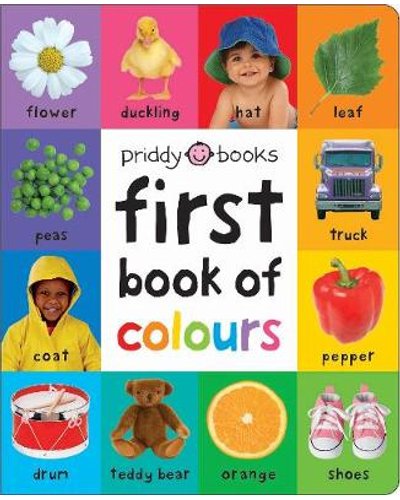 flower duckling hat leaf
priddy books
peas first truck
book of
coat colours pepper
drum teddy bear orange shoes